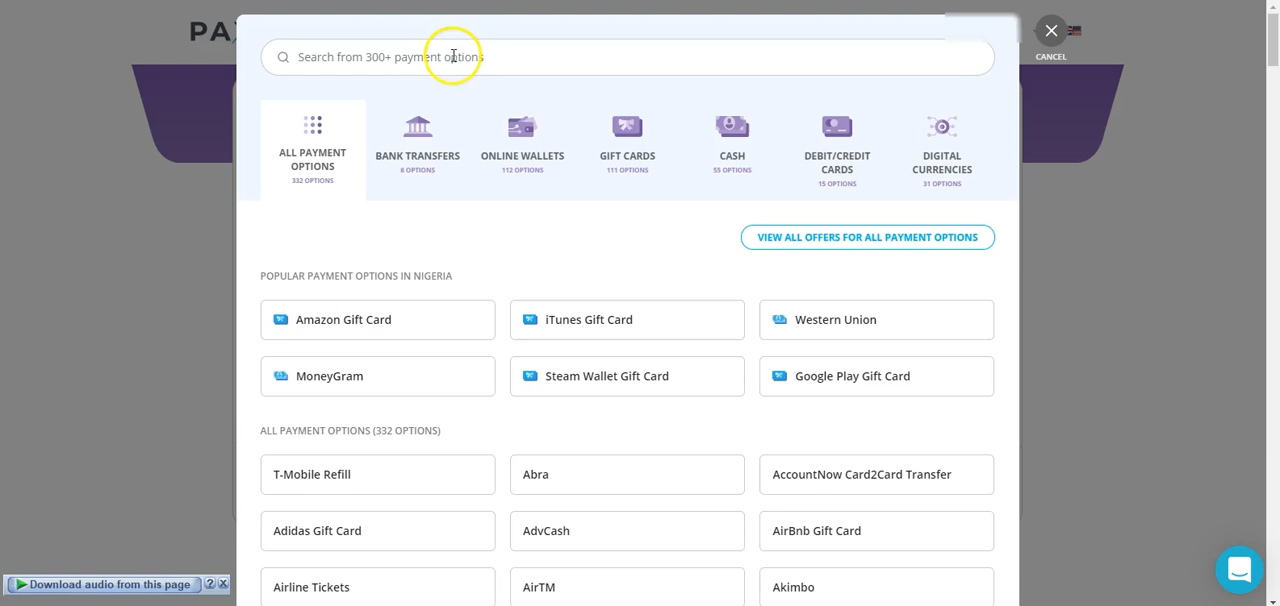 PA
Search from 300+ payment options
CANCEL
ALL PAYMENT
OPTIONS
332 OPTIONS
BANK TRANSFERS
8 OPTIONS
ONLINE WALLETS
112 OPTIONS
GIFT CARDS
111 OPTIONS
CASH
55 OPTIONS
DEBIT/CREDIT
CARDS
15 OPTIONS
DIGITAL
CURRENCIES
31 OPTIONS
VIEW ALL OFFERS FOR ALL PAYMENT OPTIONS
POPULAR PAYMENT OPTIONS IN NIGERIA
Amazon Gift Card
iTunes Gift Card
Western Union
MoneyGram
Steam Wallet Gift Card
Google Play Gift Card
ALL PAYMENT OPTIONS (332 OPTIONS)
T-Mobile Refill
Abra
AccountNow Card2Card Transfer
Adidas Gift Card
AdvCash
AirBnb Gift Card
Download audio from this page ? X
Airline Tickets
AirTM
Akimbo